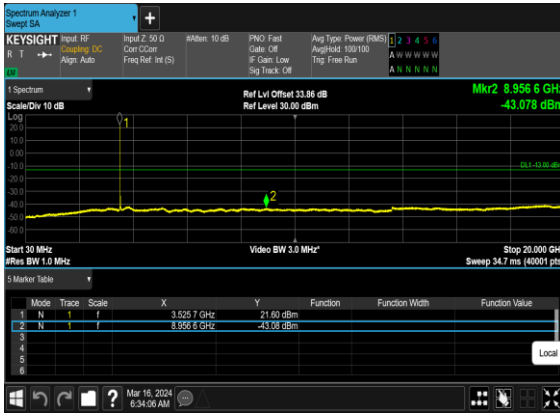 Spectrum Analyzer 1
Swept SA
KEYSIGHT
R T
Input: RF
Coupling: DC
Align: Auto
Input Z: 50 Ω
Corr CCorr
Freq Ref: Int (S)
#Atten: 10 dB
PNO: Fast
Gate: Off
IF Gain: Low
Sig Track: Off
Avg Type: Power (RMS)
Avg|Hold: 100/100
Trig: Free Run
1 2 3 4 5 6
A W W W W W
A N N N N N
1 Spectrum
Scale/Div 10 dB
Ref Lvl Offset 33.86 dB
Ref Level 30.00 dBm
Mkr2 8.956 6 GHz
-43.078 dBm
Log
20.0
10.0
0.00
-10.0
-20.0
-30.0
-40.0
-50.0
-60.0
1
2
DL1 -13.00 dBm
Start 30 MHz
#Res BW 1.0 MHz
Video BW 3.0 MHz*
Stop 20.000 GHz
Sweep 34.7 ms (40001 pts)
5 Marker Table
Mode Trace Scale X Y Function Function Width Function Value
1 N 1 f 3.525 7 GHz 21.60 dBm
2 N 1 f 8.956 6 GHz -43.08 dBm
3
4
5
6
Local
Mar 16, 2024
6:34:06 AM